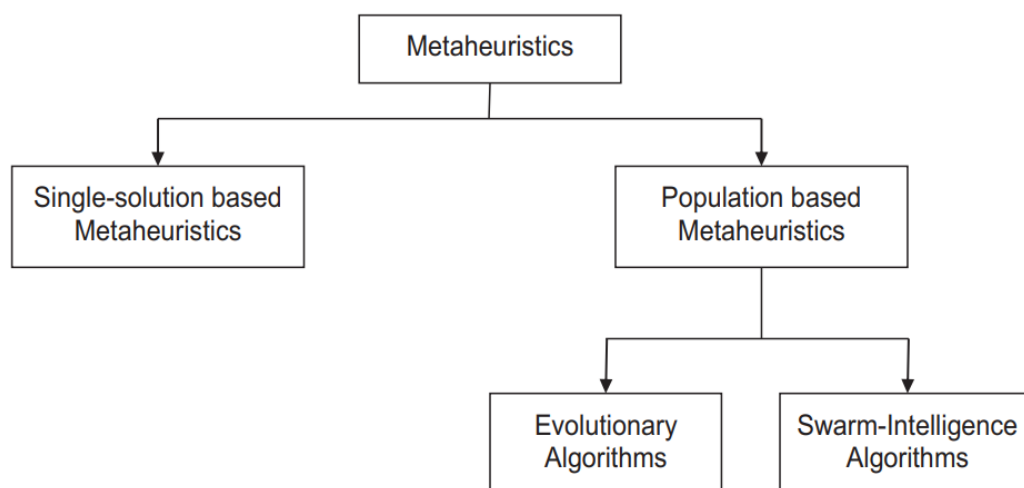 Metaheuristics
Single-solution based
Metaheuristics
Population based
Metaheuristics
Evolutionary
Algorithms
Swarm-Intelligence
Algorithms